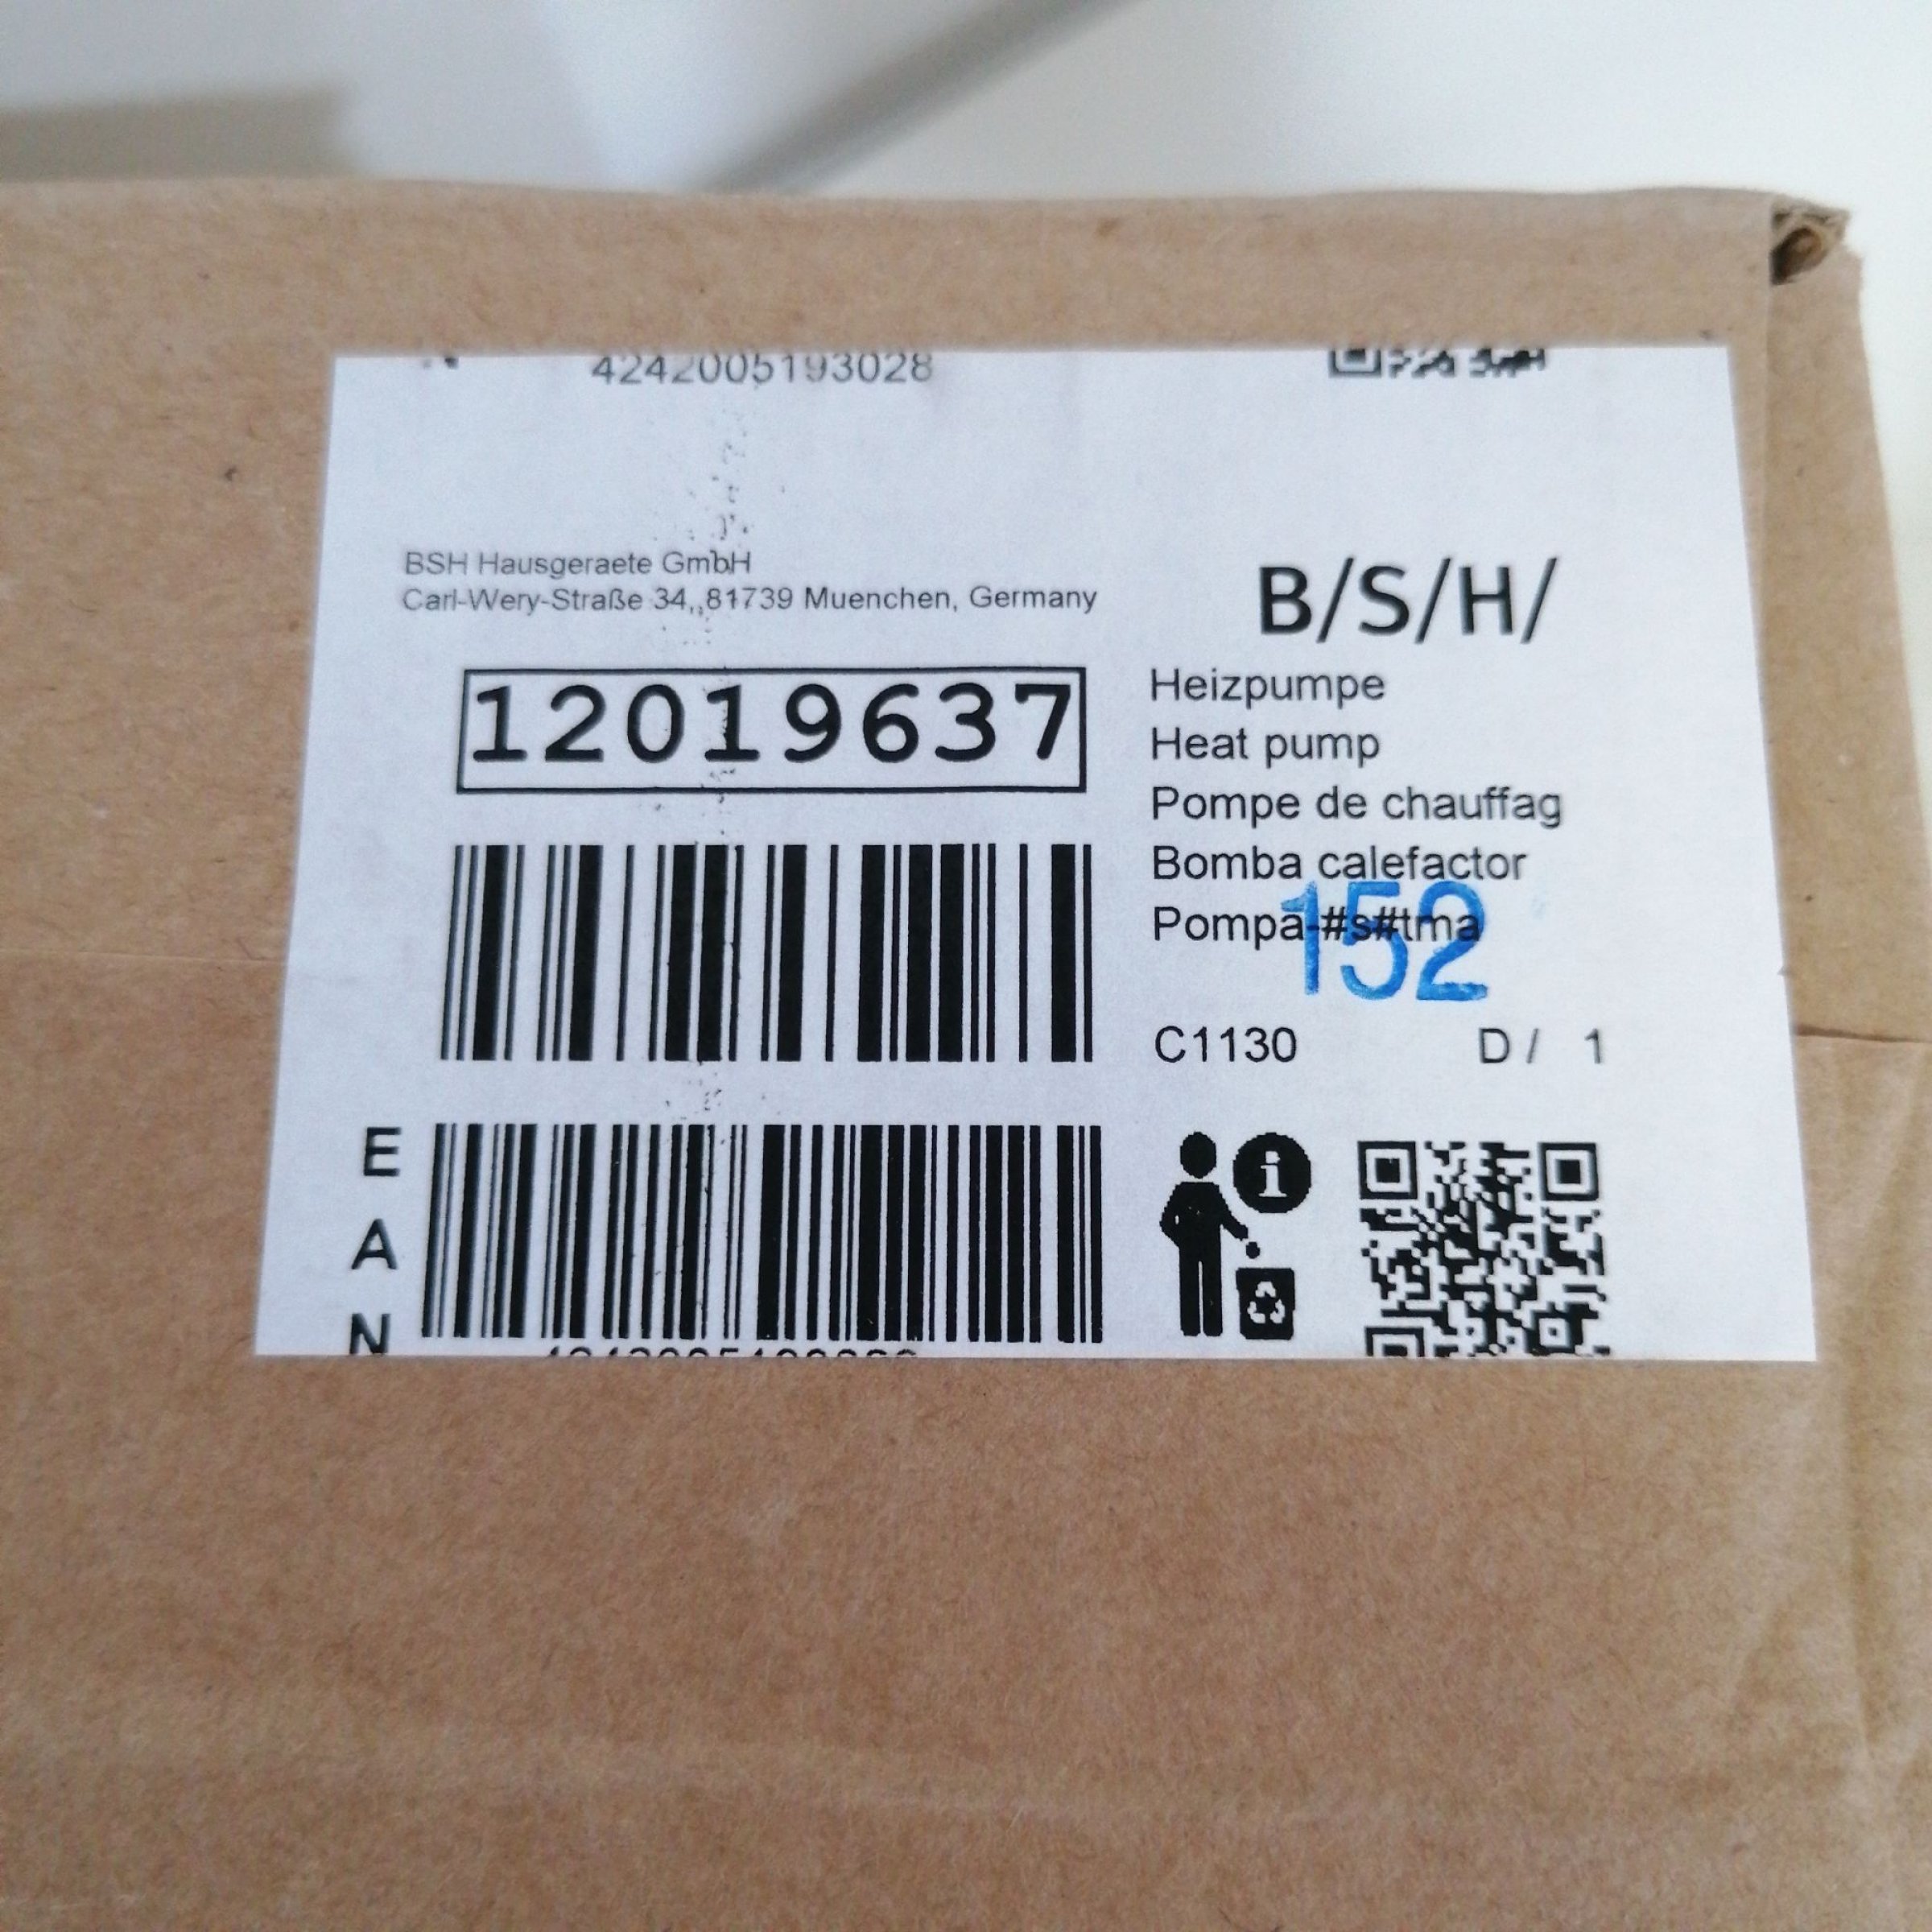 4242005193028
BSH Hausgeraete GmbH
Carl-Wery-Straße 34,,81739 Muenchen, Germany
B/S/H/
12019637
Heizpumpe
Heat pump
Pompe de chauffag
Bomba calefactor
Pompa-#s#tma
152
C1130 D/ 1
E
A
N
i